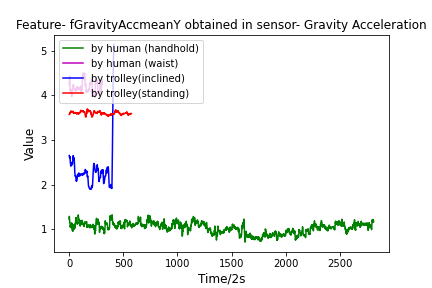 Feature- fGravityAccmeanY obtained in sensor- Gravity Acceleration
by human (handhold)
by human (waist)
by trolley(inclined)
by trolley(standing)
5
4
3
2
1
Value
0 500 1000 1500 2000 2500
Time/2s